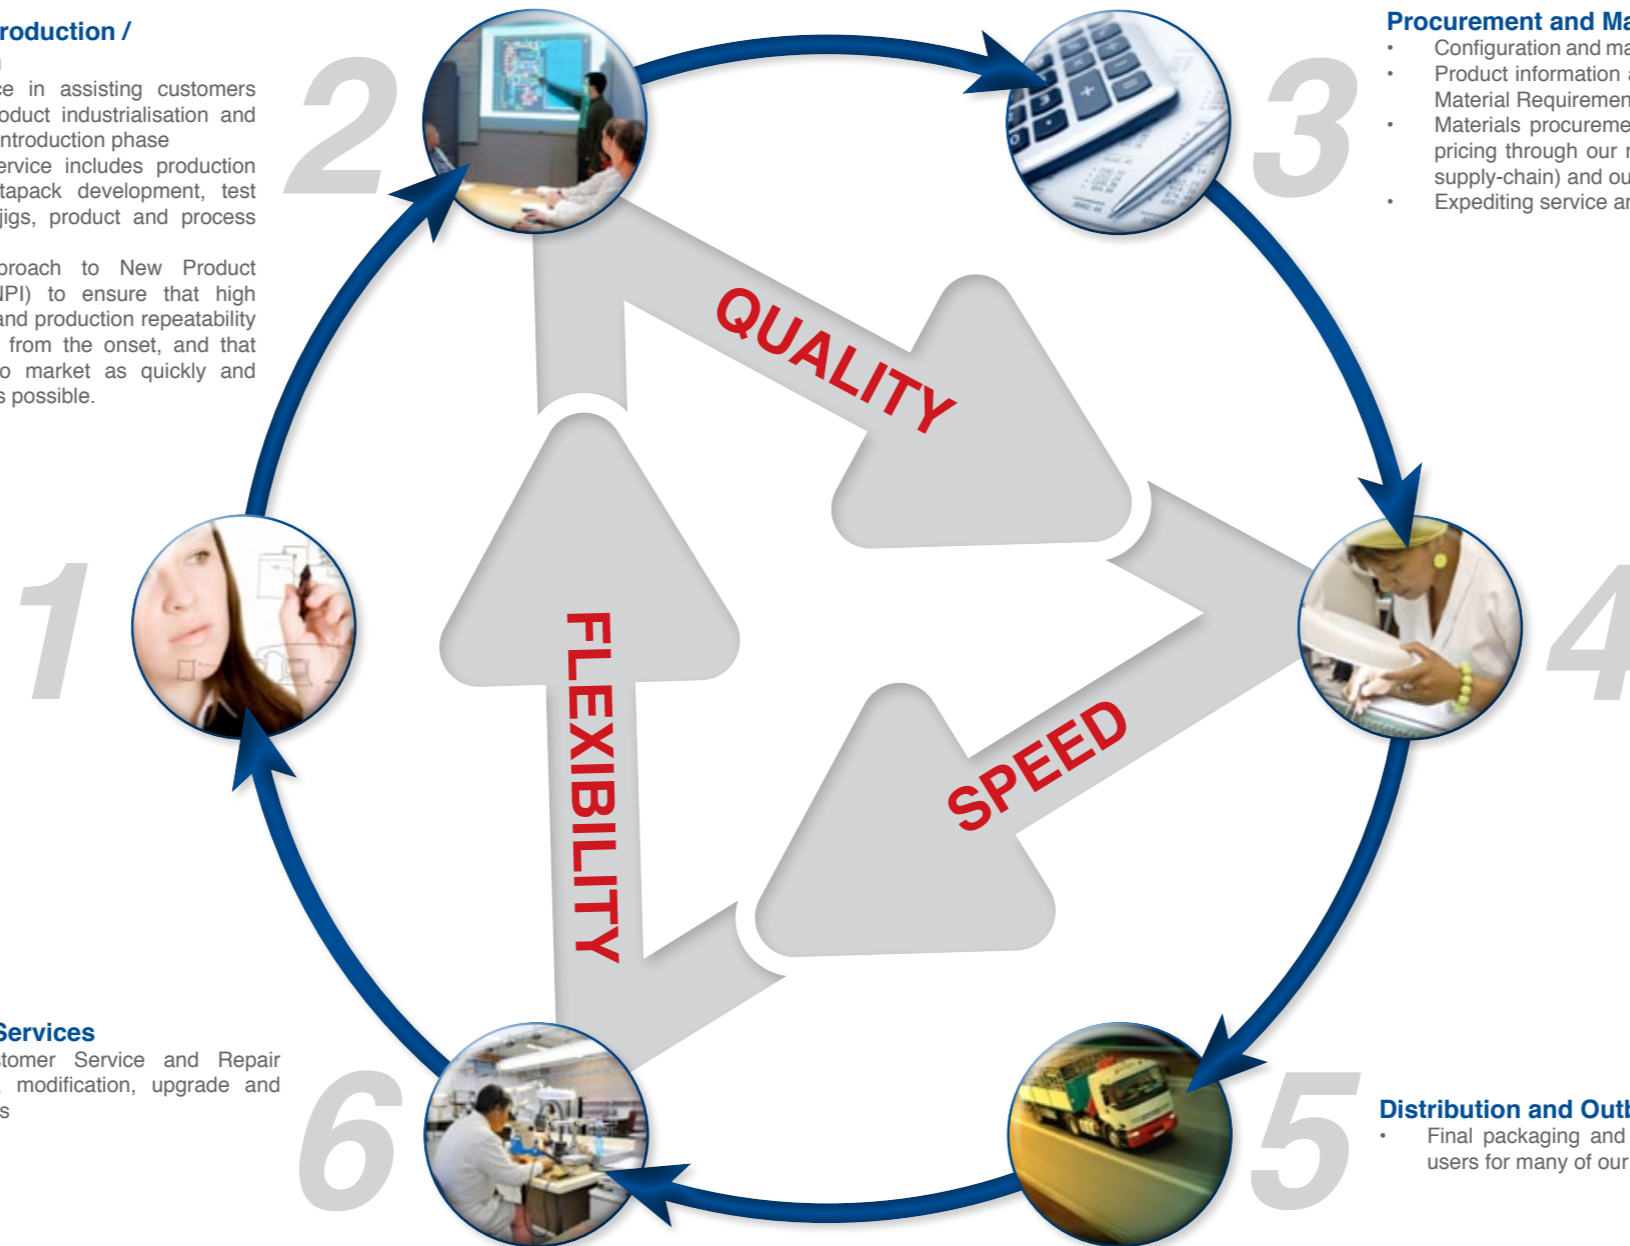 2
roduction /
ce in assisting customers
oduct industrialisation and
introduction phase
ervice includes production
tapack development, test
jigs, product and process
proach to New Product
NPI) to ensure that high
and production repeatability
from the onset, and that
o market as quickly and
s possible.
3
Procurement and Ma
• Configuration and ma
• Product information a
Material Requiremen
• Materials procureme
pricing through our r
supply-chain) and ou
• Expediting service an
QUALITY
1
FLEXIBILITY
SPEED
4
Services
stomer Service and Repair
, modification, upgrade and
s
6
5
Distribution and Outb
• Final packaging and
users for many of our